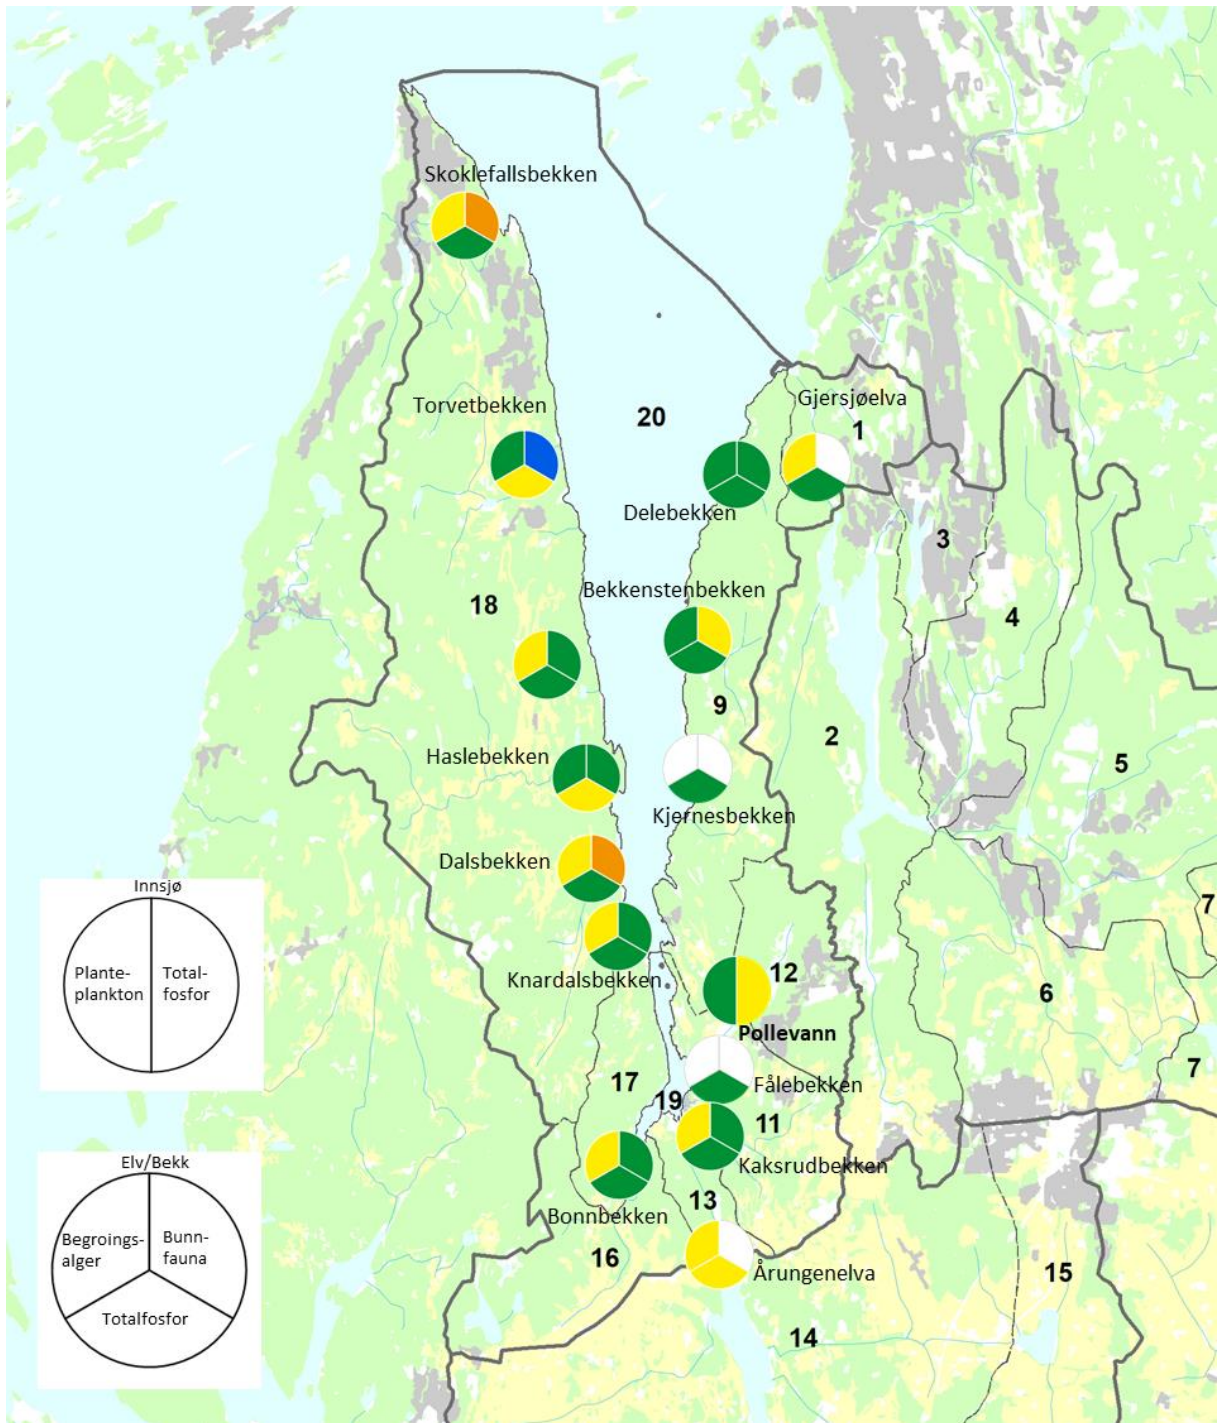 Skoklefallsbekken
Torvetbekken
Gjersjøelva
20
1
Delebekken
3
Bekkenstenbekken
18
4
9
2
Haslebekken
5
Kjernesbekken
Dalsbekken
Innsjø
7
Plante-
plankton
Total-
fosfor
Knardalsbekken
12
6
Pollevann
7
17
Fålebekken
19
11
Elv/Bekk
Kaksrudbekken
Begroings-
alger
Bunn-
fauna
Totalfosfor
13
Bonnbekken
16
Årungenelva
15
14